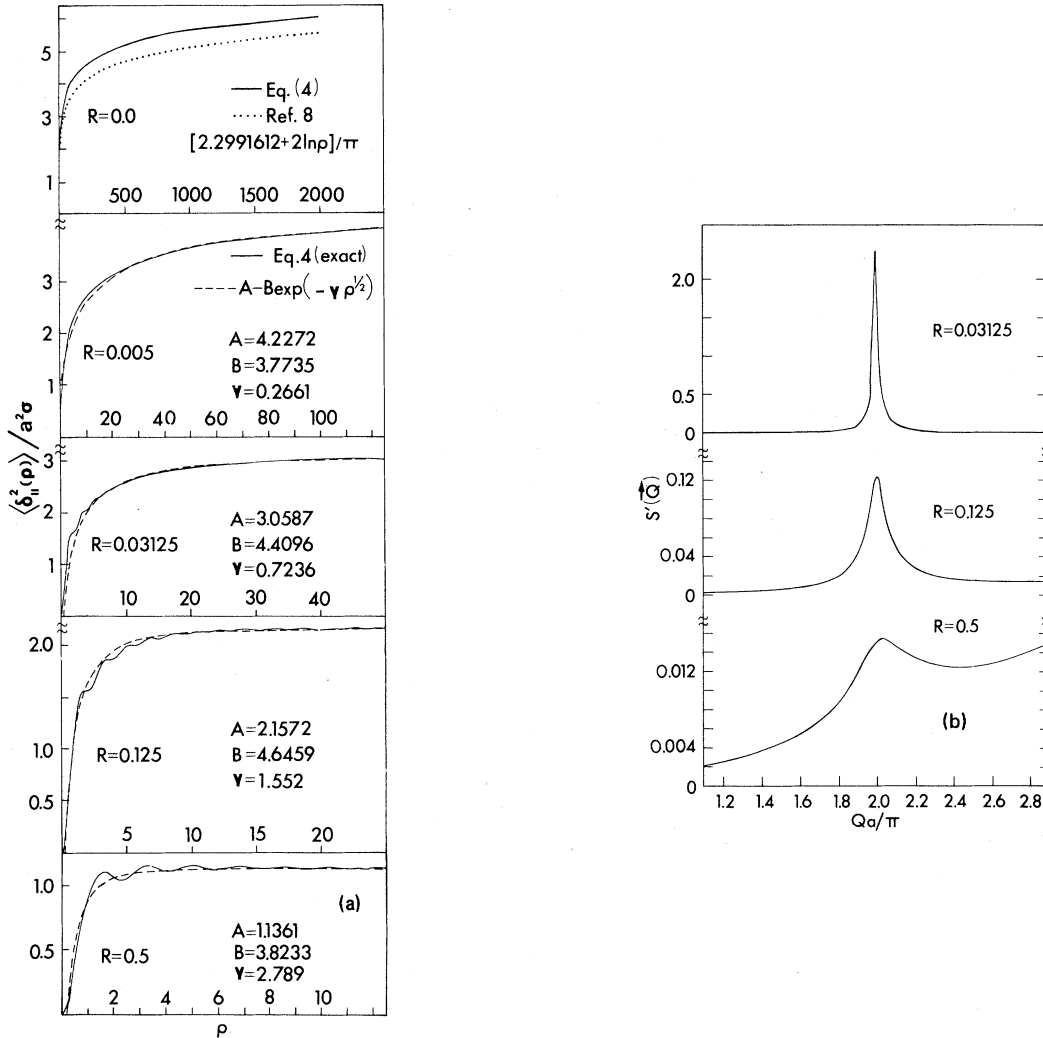 5
3
1
R=0.0
Eq. (4)
Ref. 8
[2.2991612+2lnρ]/π
500 1000 1500 2000
3
2
1
Eq.4 (exact)
A-Bexp(-γ ρ^{1/2})
R=0.005
A=4.2272
B=3.7735
γ=0.2661
20 40 60 80 100
⟨δ²_{||}(ρ)⟩/a²σ
3
2
1
R=0.03125
A=3.0587
B=4.4096
γ=0.7236
10 20 30 40
2.0
1.0
0.5
R=0.125
A=2.1572
B=4.6459
γ=1.552
5 10 15 20
1.0
0.5
(a)
R=0.5
A=1.1361
B=3.8233
γ=2.789
2 4 6 8 10
ρ
2.0
0.5
0
R=0.03125
S'(Q⃗)
0.12
0.04
0
R=0.125
0.012
0.004
0
R=0.5
(b)
1.2 1.4 1.6 1.8 2.0 2.2 2.4 2.6 2.8
Qa/π